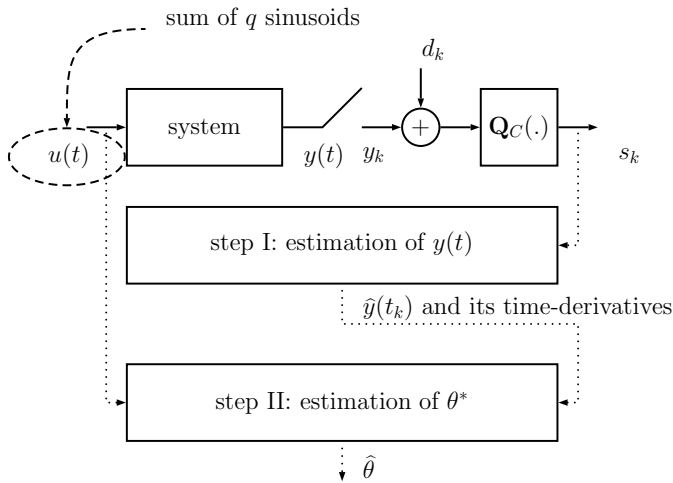 sum of q sinusoids
d_k
system
+
Q_C(.)
u(t)
y(t)
y_k
s_k
step I: estimation of y(t)
ŷ(t_k) and its time-derivatives
step II: estimation of θ*
θ̂